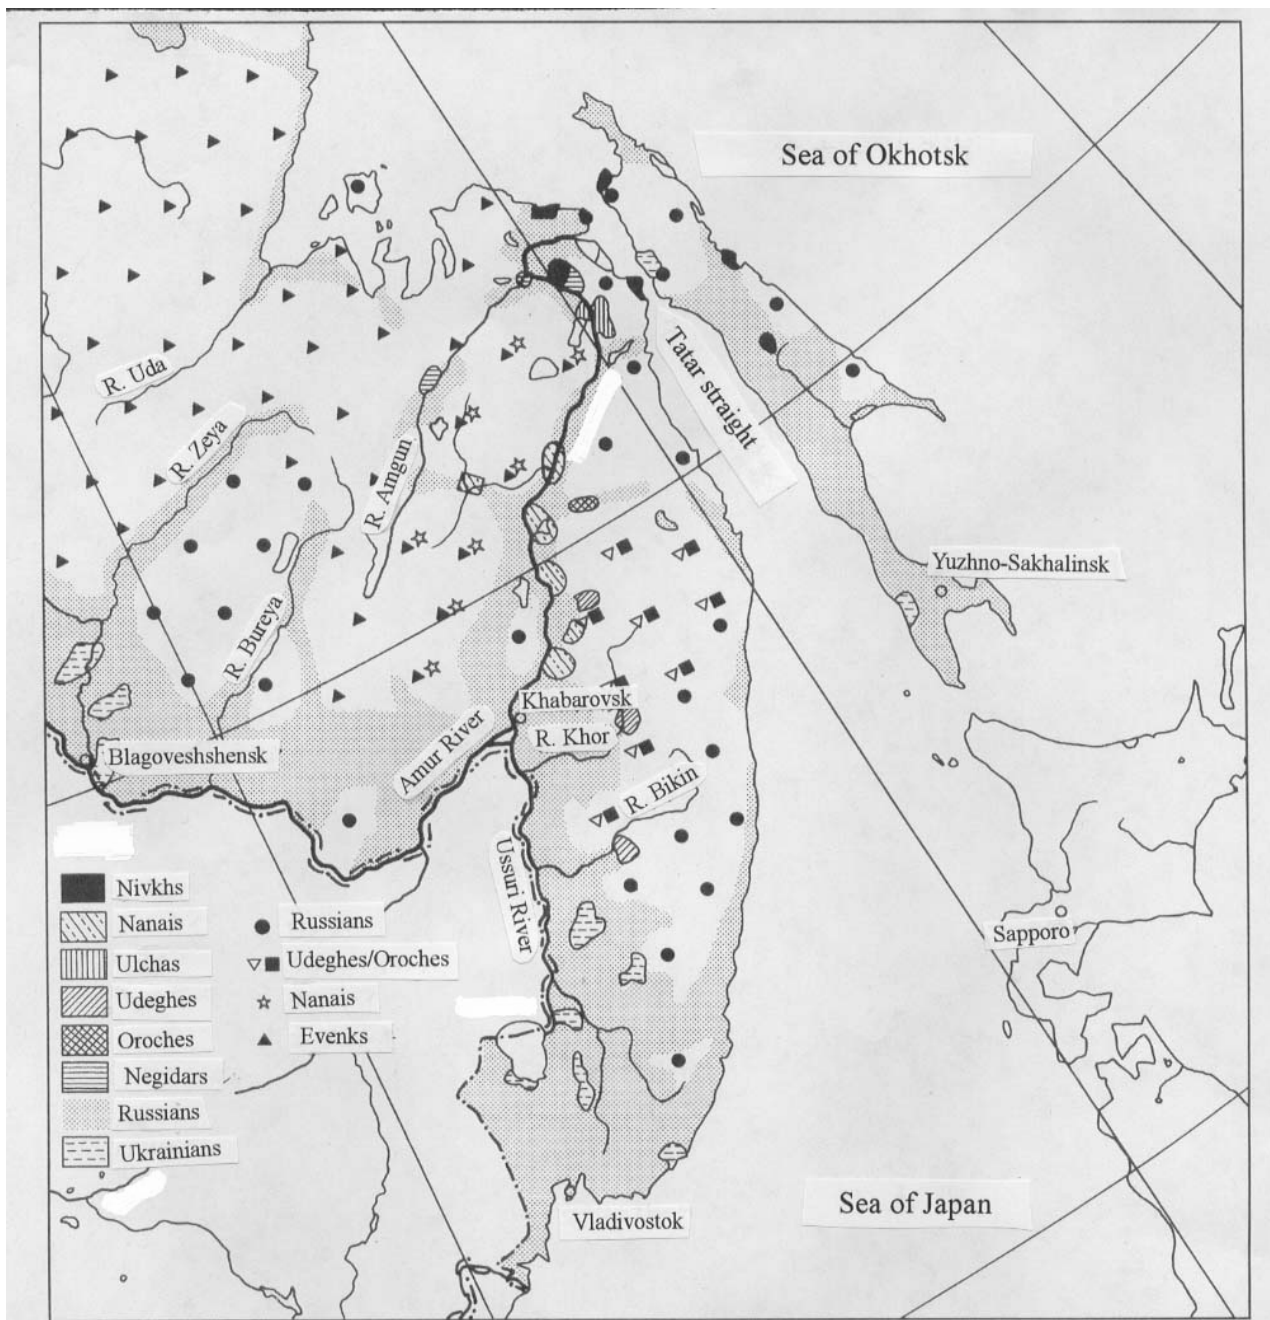 Sea of Okhotsk
R. Uda
Tatar straight
R. Zeya
R. Amgun
Yuzhno-Sakhalinsk
R. Bureya
Khabarovsk
R. Khor
Amur River
Blagoveshshensk
R. Bikin
Ussuri River
Nivkhs
Nanais
Ulchas
Udeghes
Oroches
Negidars
Russians
Ukrainians
Russians
Udeghes/Oroches
Nanais
Evenks
Sapporo
Sea of Japan
Vladivostok